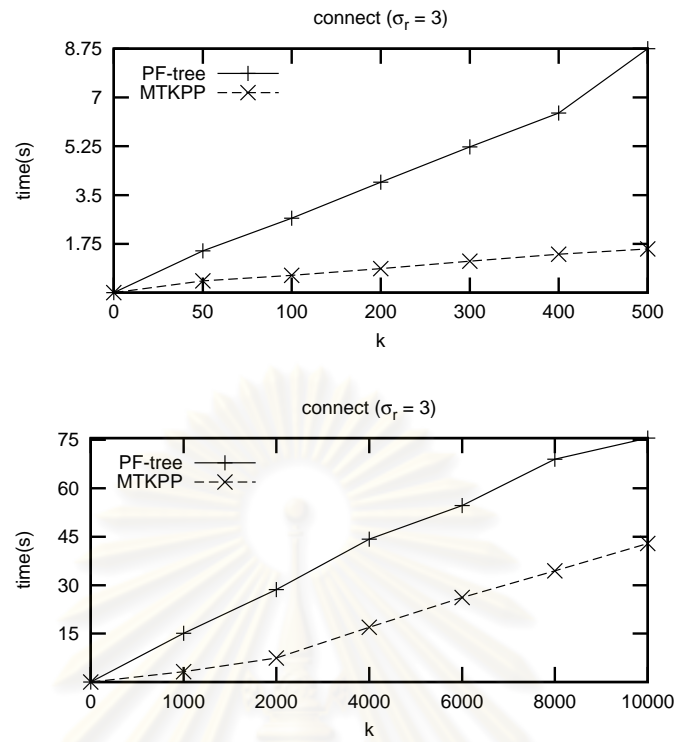 connect (σr = 3)
8.75
7
5.25
3.5
1.75
time(s)
PF-tree
MTKPP
0 50 100 200 300 400 500
k
connect (σr = 3)
75
60
45
30
15
time(s)
PF-tree
MTKPP
0 1000 2000 4000 6000 8000 10000
k